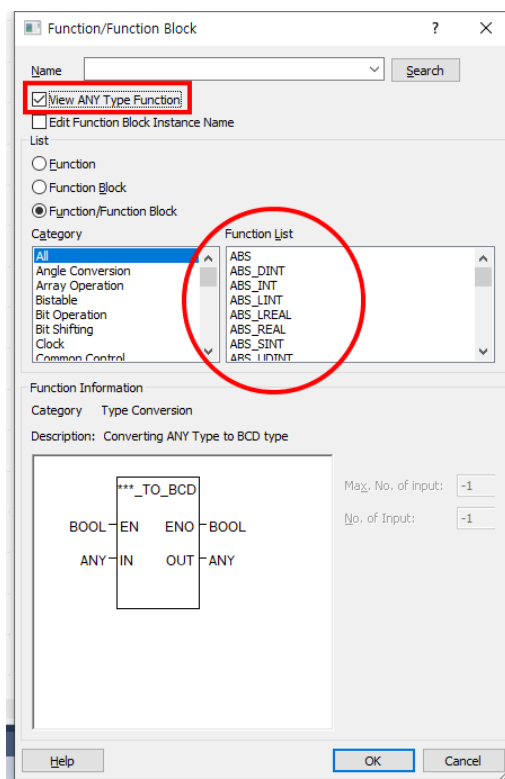 Function/Function Block ? ×
Name Search
View ANY Type Function
Edit Function Block Instance Name
List
Function
Function Block
Function/Function Block
Category Function List
All ABS
Angle Conversion ABS_DINT
Array Operation ABS_INT
Bistable ABS_LINT
Bit Operation ABS_LREAL
Bit Shifting ABS_REAL
Clock ABS_SINT
Common Control ABS_UDINT
Function Information
Category Type Conversion
Description: Converting ANY Type to BCD type
***_TO_BCD
Max. No. of input: -1
BOOL EN ENO BOOL
No. of Input: -1
ANY IN OUT ANY
Help OK Cancel